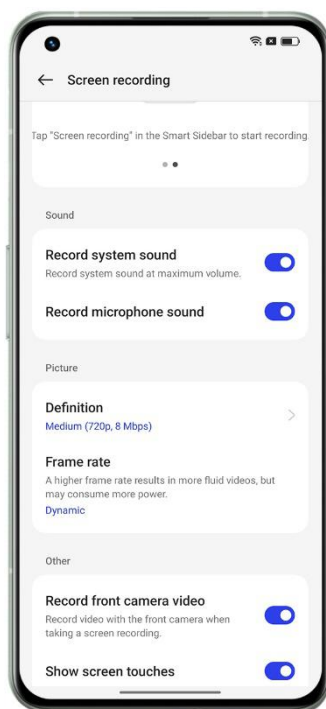 Screen recording
Tap "Screen recording" in the Smart Sidebar to start recording
Sound
Record system sound
Record system sound at maximum volume.
Record microphone sound
Picture
Definition
Medium (720p, 8 Mbps)
Frame rate
A higher frame rate results in more fluid videos, but
may consume more power.
Dynamic
Other
Record front camera video
Record video with the front camera when
taking a screen recording.
Show screen touches